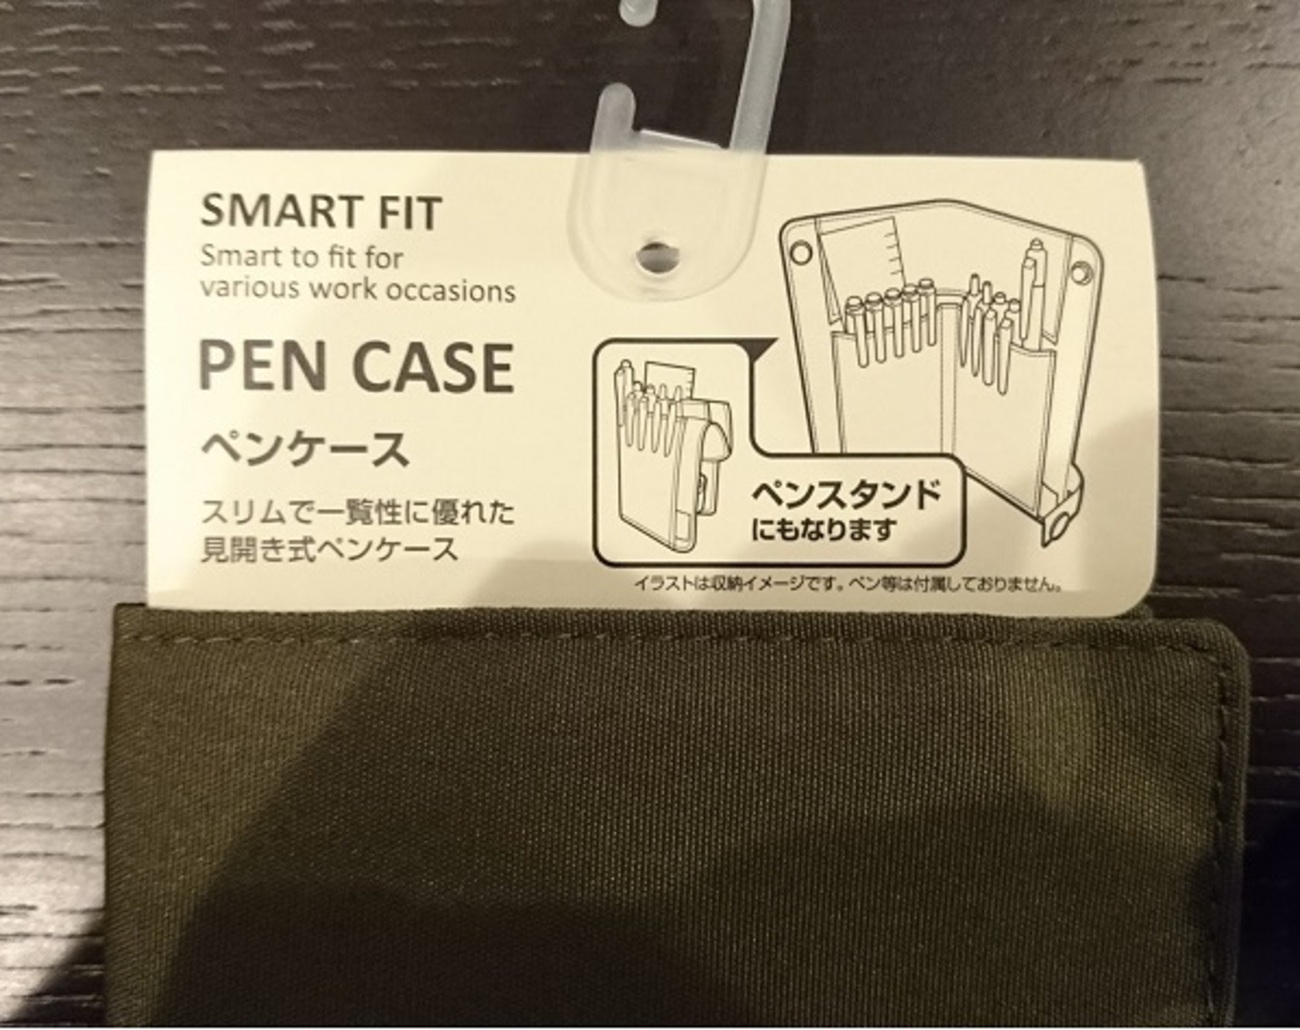 SMART FIT
Smart to fit for
various work occasions
PEN CASE
ペンケース
スリムで一覧性に優れた
見開き式ペンケース
ペンスタンド
にもなります
イラストは収納イメージです。ペン等は付属しておりません。